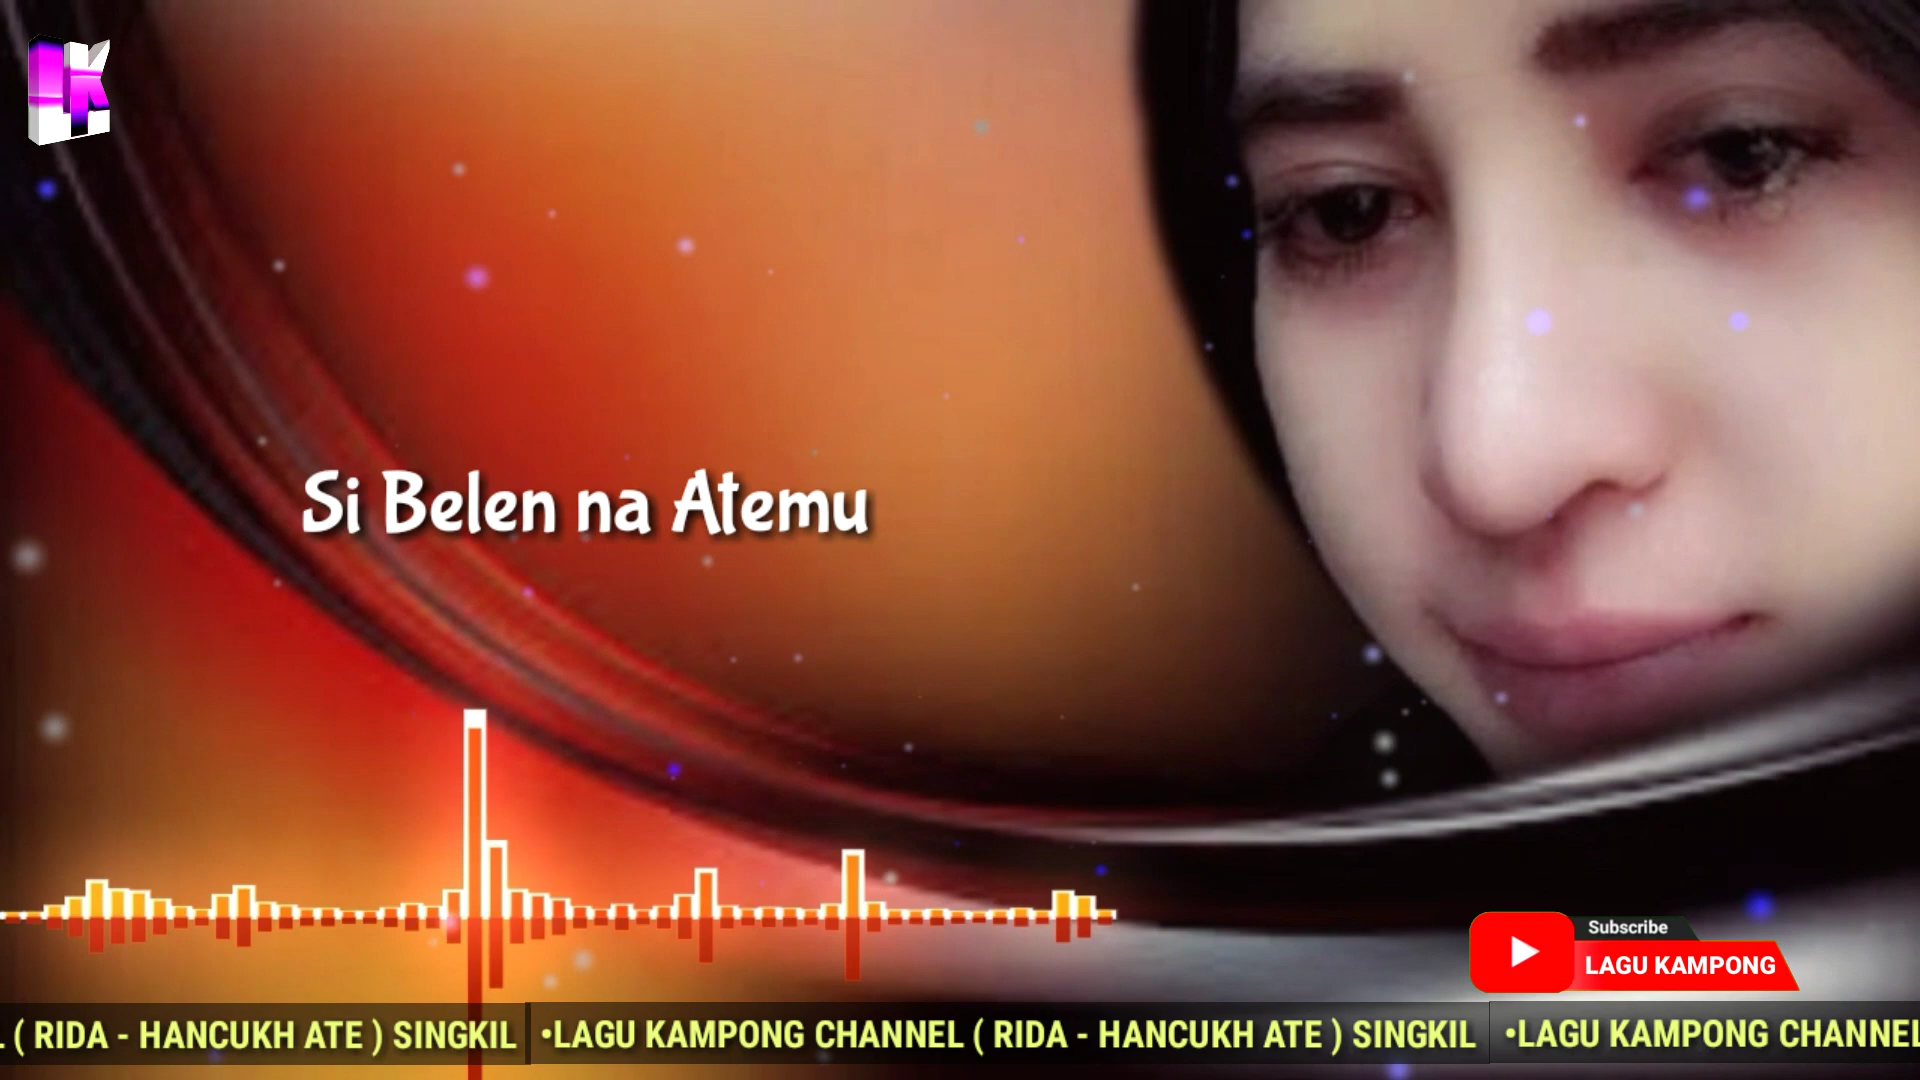 LK
Si Belen na Atemu
Subscribe
LAGU KAMPONG
( RIDA - HANCUKH ATE ) SINGKIL •LAGU KAMPONG CHANNEL ( RIDA - HANCUKH ATE ) SINGKIL •LAGU KAMPONG CHANNEL